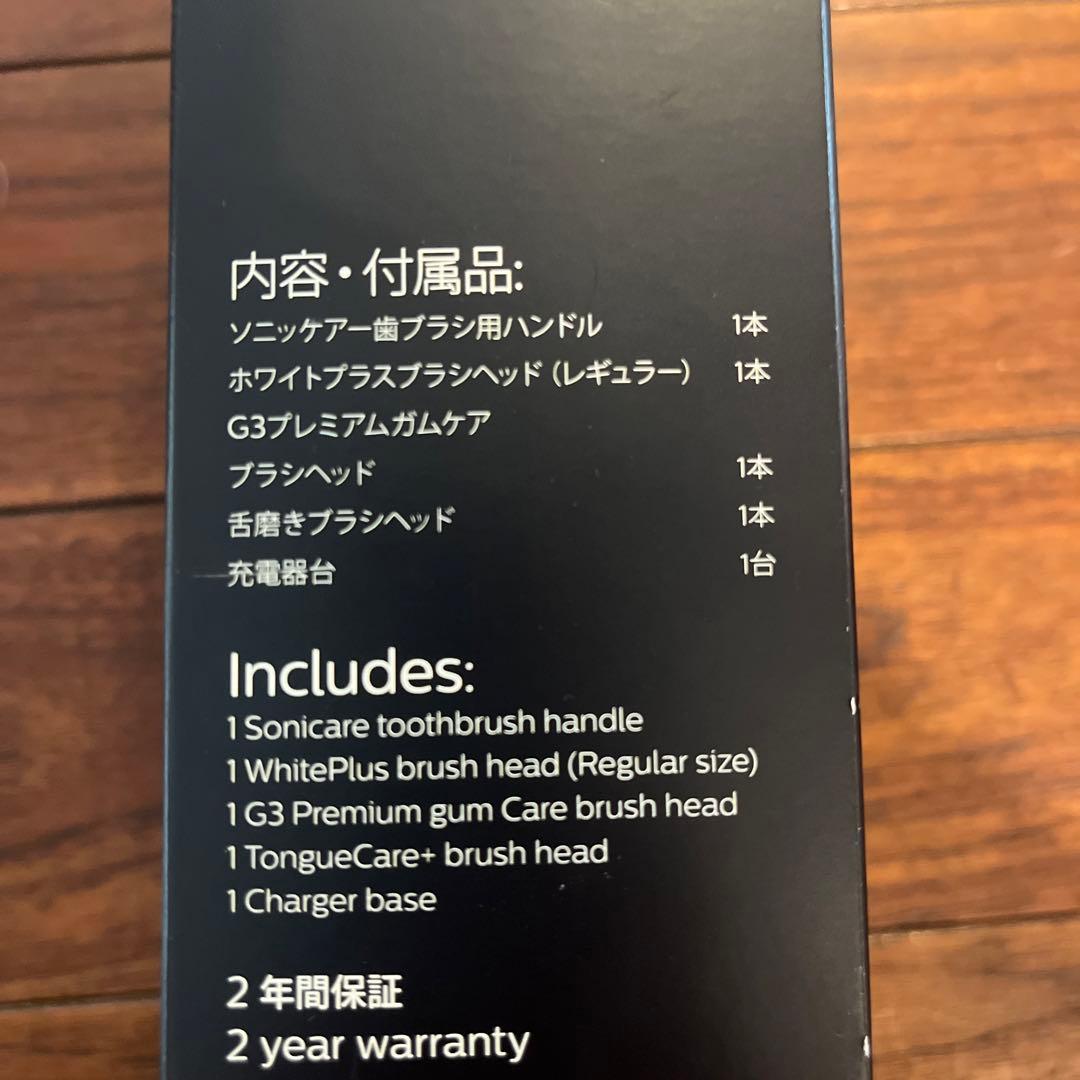 内容・付属品:
ソニッケアー歯ブラシ用ハンドル 1本
ホワイトプラスブラシヘッド（レギュラー） 1本
G3プレミアムガムケア
ブラシヘッド 1本
舌磨きブラシヘッド 1本
充電器台 1台
Includes:
1 Sonicare toothbrush handle
1 WhitePlus brush head (Regular size)
1 G3 Premium gum Care brush head
1 TongueCare+ brush head
1 Charger base
2 年間保証
2 year warranty